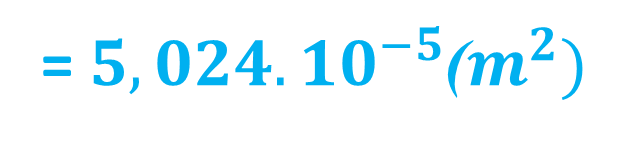 = 5, 024. 10⁻⁵(m²)